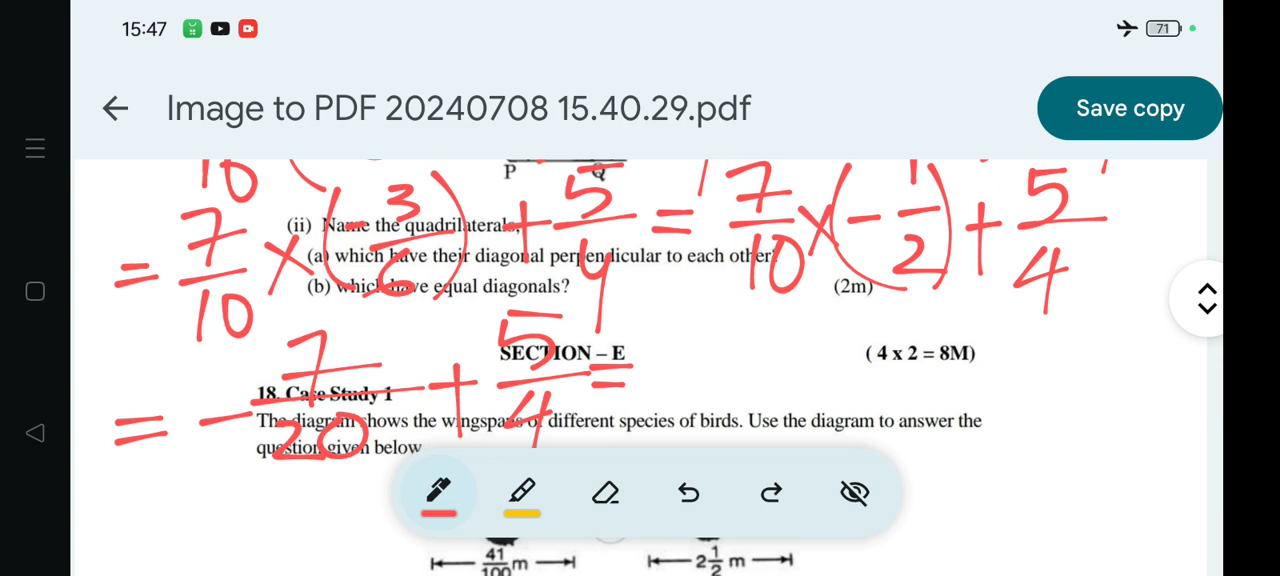 15:47 71
Image to PDF 20240708 15.40.29.pdf
Save copy
P Q
10
= 7/10 × (3/6) + 5/4 = 7/10 × (-1/2) + 5/4
(ii) Name the quadrilaterals,
(a) which have their diagonal perpendicular to each other?
(b) which have equal diagonals? (2m)
= -7/20 + 5/4 =
SECTION – E ( 4 x 2 = 8M)
18. Case Study 1
The diagram shows the wingspans of different species of birds. Use the diagram to answer the
question given below
41/100 m 2 1/2 m